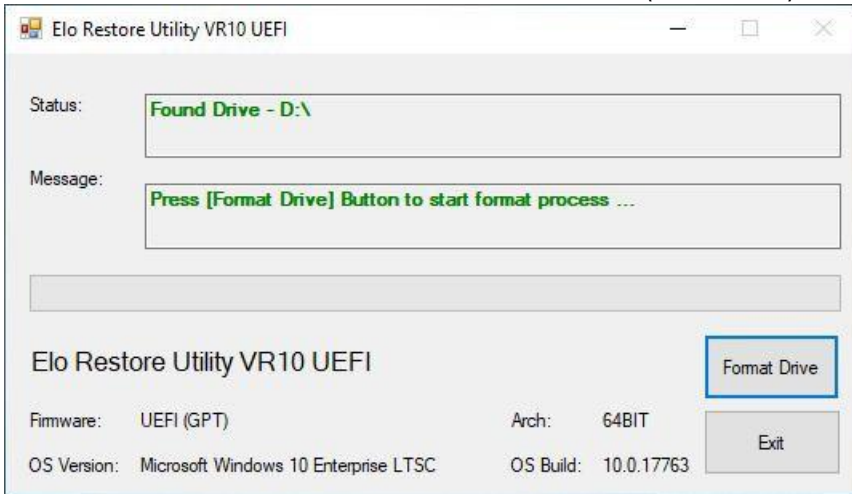 Elo Restore Utility VR10 UEFI
Status:
Found Drive - D:\
Message:
Press [Format Drive] Button to start format process ...
Elo Restore Utility VR10 UEFI
Format Drive
Firmware: UEFI (GPT) Arch: 64BIT
Exit
OS Version: Microsoft Windows 10 Enterprise LTSC OS Build: 10.0.17763